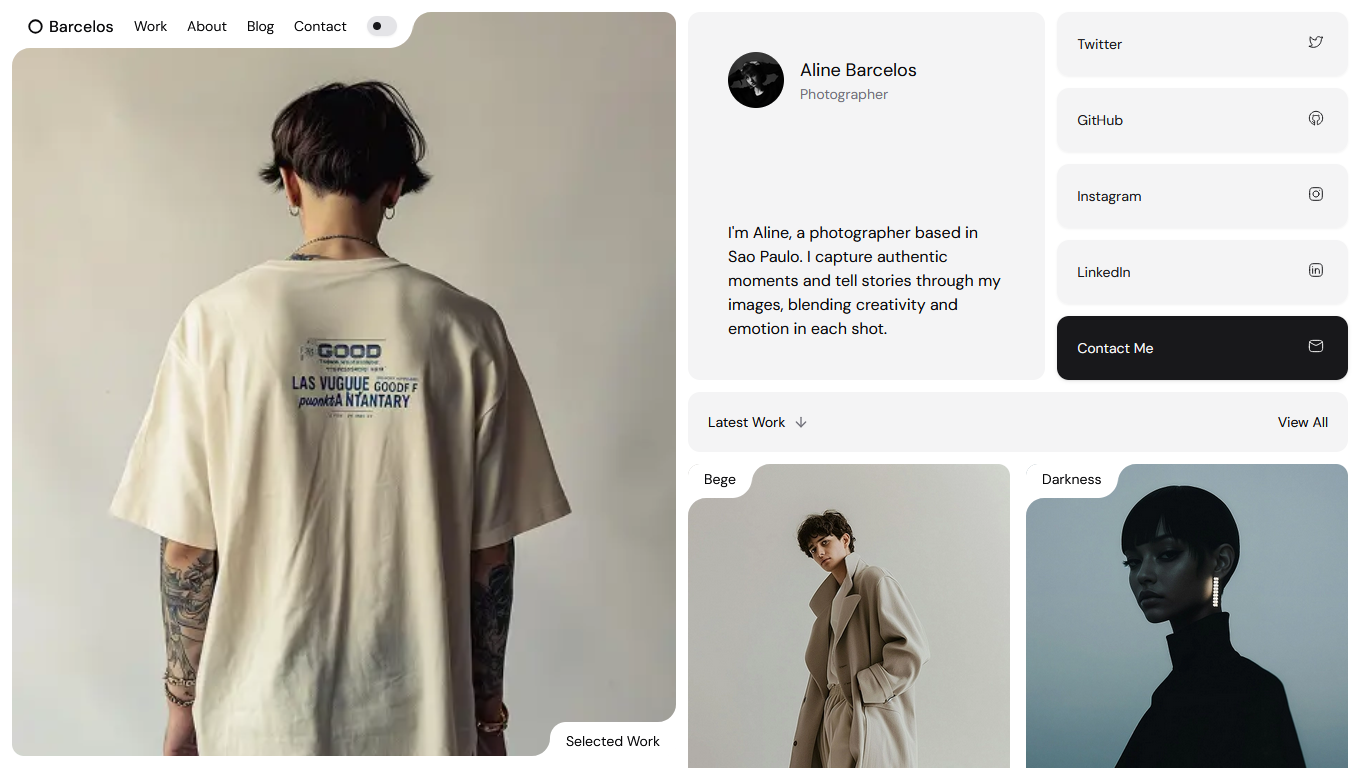 Barcelos
Work
About
Blog
Contact
GOOD
LAS VUGUUE GOODF F
puonktA NTANTARY
Selected Work
Aline Barcelos
Photographer
I'm Aline, a photographer based in
Sao Paulo. I capture authentic
moments and tell stories through my
images, blending creativity and
emotion in each shot.
Twitter
GitHub
Instagram
LinkedIn
Contact Me
Latest Work
View All
Bege
Darkness